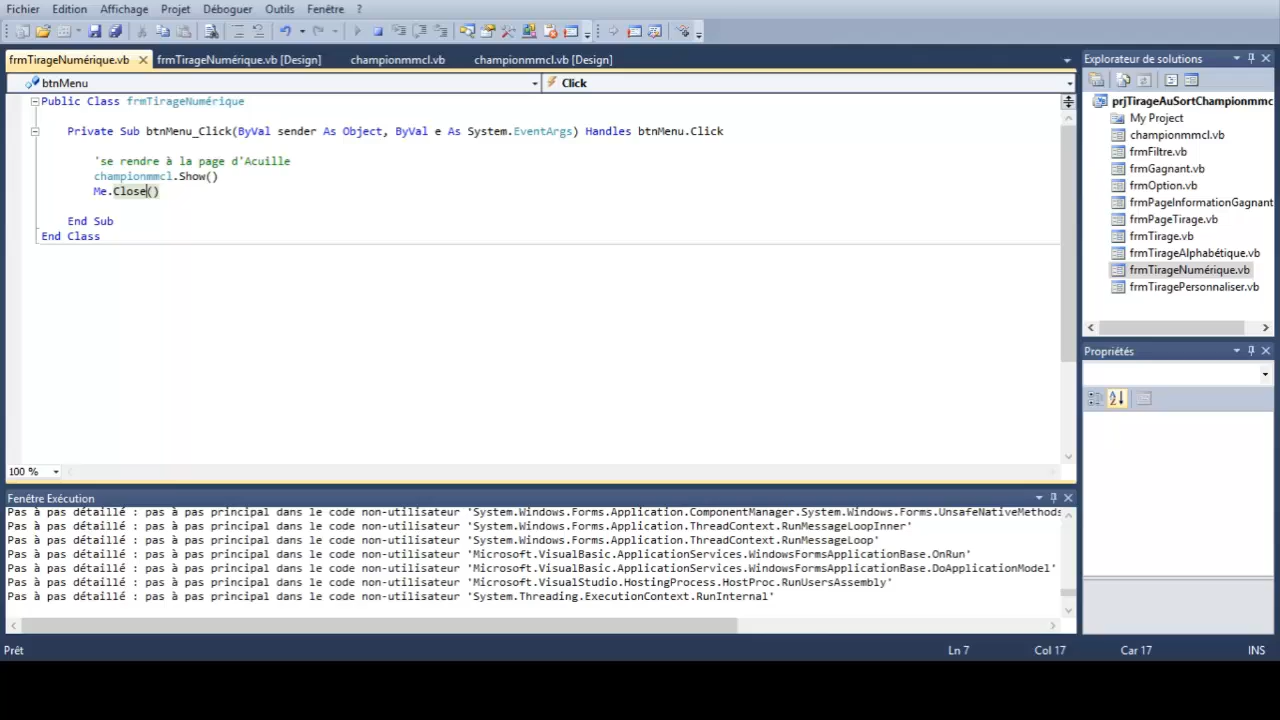 Fichier Edition Affichage Projet Déboguer Outils Fenêtre ?
frmTirageNumérique.vb frmTirageNumérique.vb [Design] championmmcl.vb championmmcl.vb [Design]
btnMenu Click
Public Class frmTirageNumérique
Private Sub btnMenu_Click(ByVal sender As Object, ByVal e As System.EventArgs) Handles btnMenu.Click
'se rendre à la page d'Acuille
championmmcl.Show()
Me.Close()
End Sub
End Class
100 %
Fenêtre Exécution
Pas à pas détaillé : pas à pas principal dans le code non-utilisateur 'System.Windows.Forms.Application.ComponentManager.System.Windows.Forms.UnsafeNativeMethods
Pas à pas détaillé : pas à pas principal dans le code non-utilisateur 'System.Windows.Forms.Application.ThreadContext.RunMessageLoopInner'
Pas à pas détaillé : pas à pas principal dans le code non-utilisateur 'System.Windows.Forms.Application.ThreadContext.RunMessageLoop'
Pas à pas détaillé : pas à pas principal dans le code non-utilisateur 'Microsoft.VisualBasic.ApplicationServices.WindowsFormsApplicationBase.OnRun'
Pas à pas détaillé : pas à pas principal dans le code non-utilisateur 'Microsoft.VisualBasic.ApplicationServices.WindowsFormsApplicationBase.DoApplicationModel'
Pas à pas détaillé : pas à pas principal dans le code non-utilisateur 'Microsoft.VisualStudio.HostingProcess.HostProc.RunUsersAssembly'
Pas à pas détaillé : pas à pas principal dans le code non-utilisateur 'System.Threading.ExecutionContext.RunInternal'
Explorateur de solutions
prjTirageAuSortChampionmmc
My Project
championmmcl.vb
frmFiltre.vb
frmGagnant.vb
frmOption.vb
frmPageInformationGagnant
frmPageTirage.vb
frmTirage.vb
frmTirageAlphabétique.vb
frmTirageNumérique.vb
frmTiragePersonnaliser.vb
Propriétés
Prêt Ln 7 Col 17 Car 17 INS